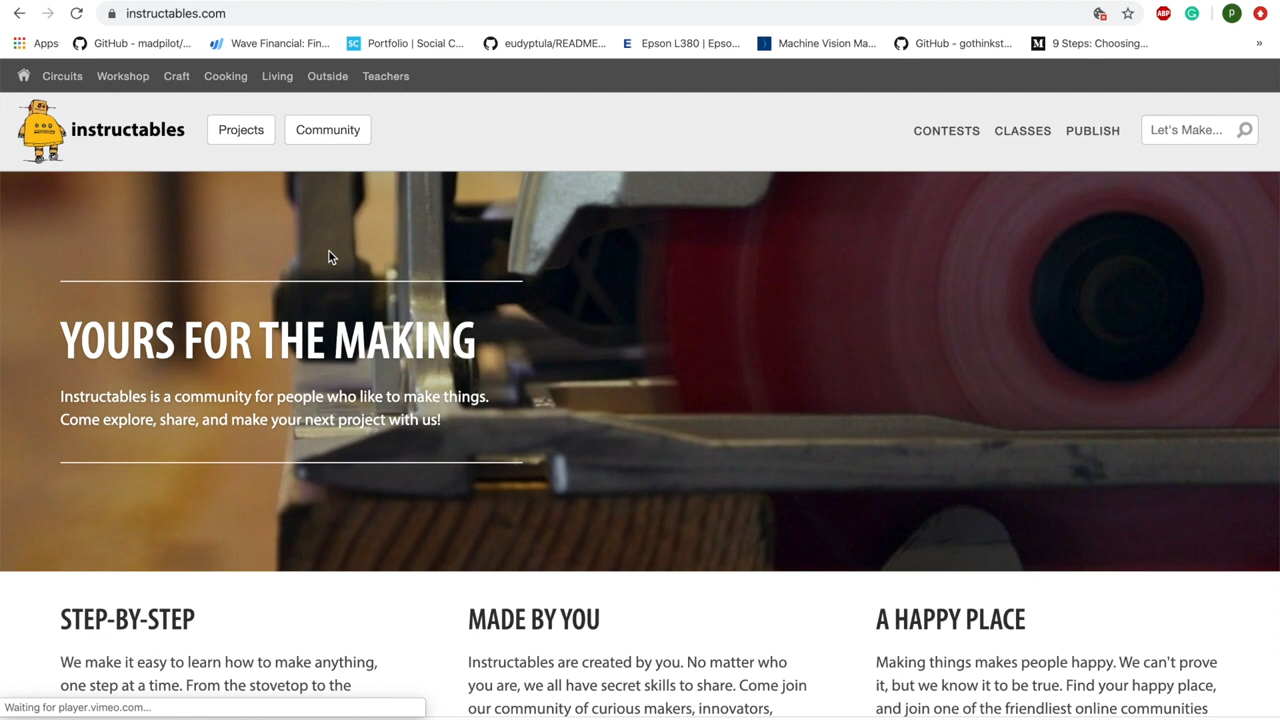 instructables.com
ABP
G
P
Apps
GitHub - madpilot/...
Wave Financial: Fin...
SC Portfolio | Social C...
eudyptula/README...
E Epson L380 | Epso...
Machine Vision Ma...
GitHub - gothinkst...
M 9 Steps: Choosing...
»
Circuits
Workshop
Craft
Cooking
Living
Outside
Teachers
instructables
Projects
Community
CONTESTS
CLASSES
PUBLISH
Let's Make...
YOURS FOR THE MAKING
Instructables is a community for people who like to make things.
Come explore, share, and make your next project with us!
STEP-BY-STEP
We make it easy to learn how to make anything,
one step at a time. From the stovetop to the
MADE BY YOU
Instructables are created by you. No matter who
you are, we all have secret skills to share. Come join
our community of curious makers, innovators,
A HAPPY PLACE
Making things makes people happy. We can't prove
it, but we know it to be true. Find your happy place,
and join one of the friendliest online communities
Waiting for player.vimeo.com...